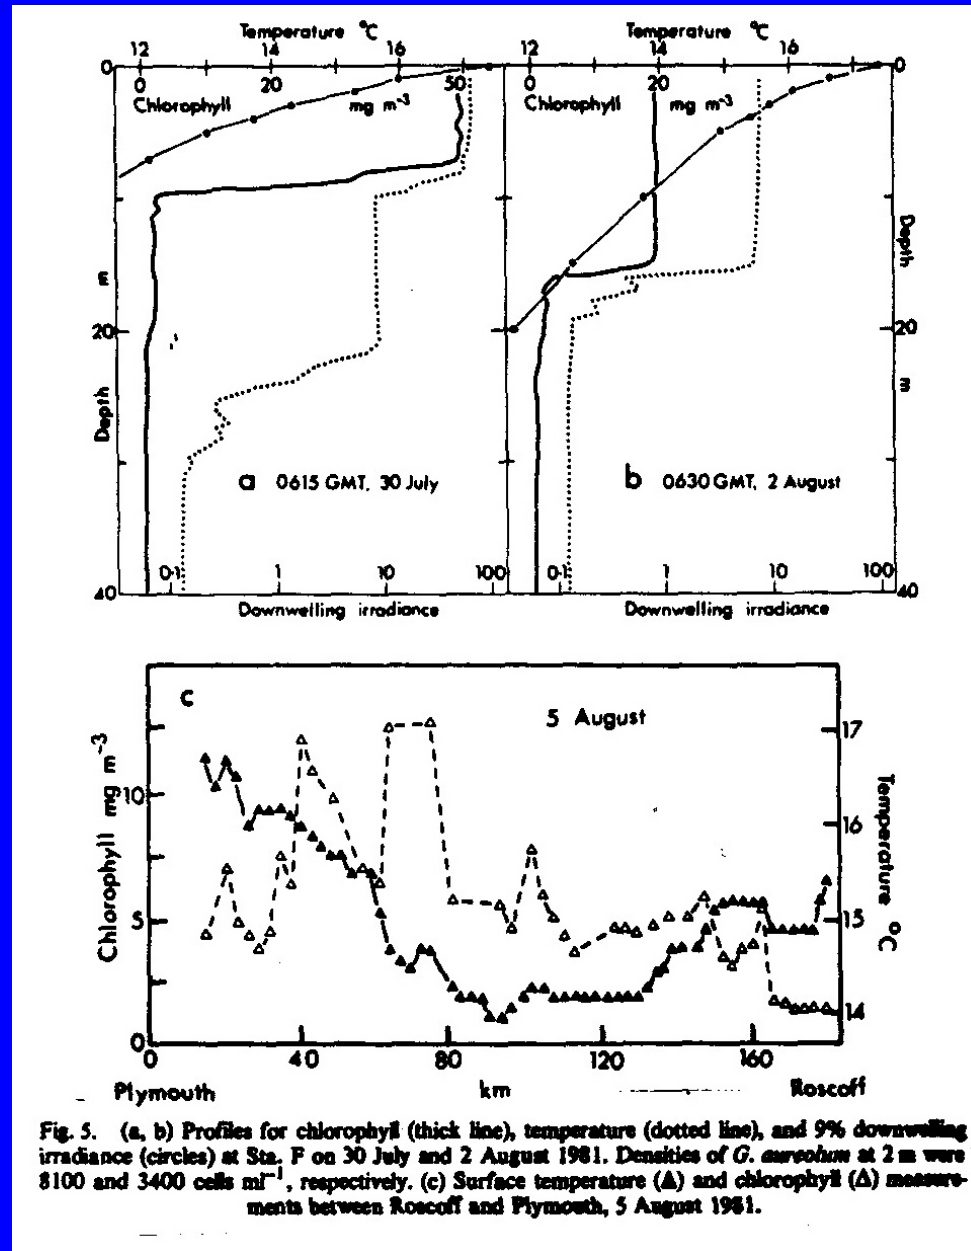 Temperature °C
12 14 16
0
0 20 50
Chlorophyll mg m⁻³
m
20
Depth
a 0615 GMT, 30 July
0·1 1 10 100
40
Downwelling irradiance
Temperature °C
12 14 16
0
0 20
Chlorophyll mg m⁻³
Depth
20
m
b 0630 GMT, 2 August
0·1 1 10 100
40
Downwelling irradiance
c
5 August
Chlorophyll mg m⁻³
10
5
0
17
16
15
14
Temperature °C
0 40 80 120 160
Plymouth km Roscoff
Fig. 5. (a, b) Profiles for chlorophyll (thick line), temperature (dotted line), and 9% downwelling
irradiance (circles) at Sta. F on 30 July and 2 August 1981. Densities of G. aureolum at 2 m were
8100 and 3400 cells ml⁻¹, respectively. (c) Surface temperature (▲) and chlorophyll (△) measure-
ments between Roscoff and Plymouth, 5 August 1981.